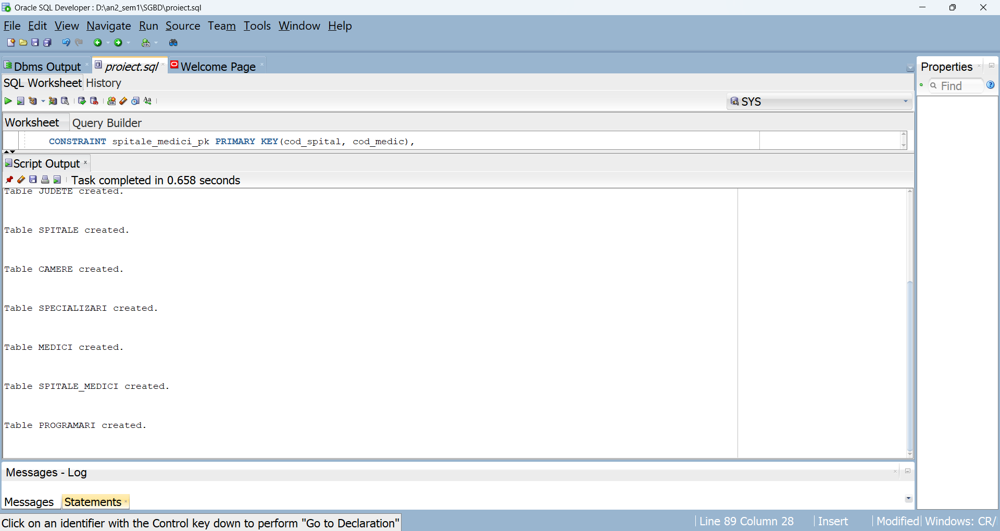 Oracle SQL Developer : D:\an2_sem1\SGBD\proiect.sql
File Edit View Navigate Run Source Team Tools Window Help
Dbms Output proiect.sql Welcome Page
Properties
SQL Worksheet History
Find
SYS
Worksheet Query Builder
CONSTRAINT spitale_medici_pk PRIMARY KEY(cod_spital, cod_medic),
Script Output
Task completed in 0.658 seconds
Table JUDETE created.
Table SPITALE created.
Table CAMERE created.
Table SPECIALIZARI created.
Table MEDICI created.
Table SPITALE_MEDICI created.
Table PROGRAMARI created.
Messages - Log
Messages Statements
Click on an identifier with the Control key down to perform "Go to Declaration"
Line 89 Column 28 Insert Modified Windows: CR/